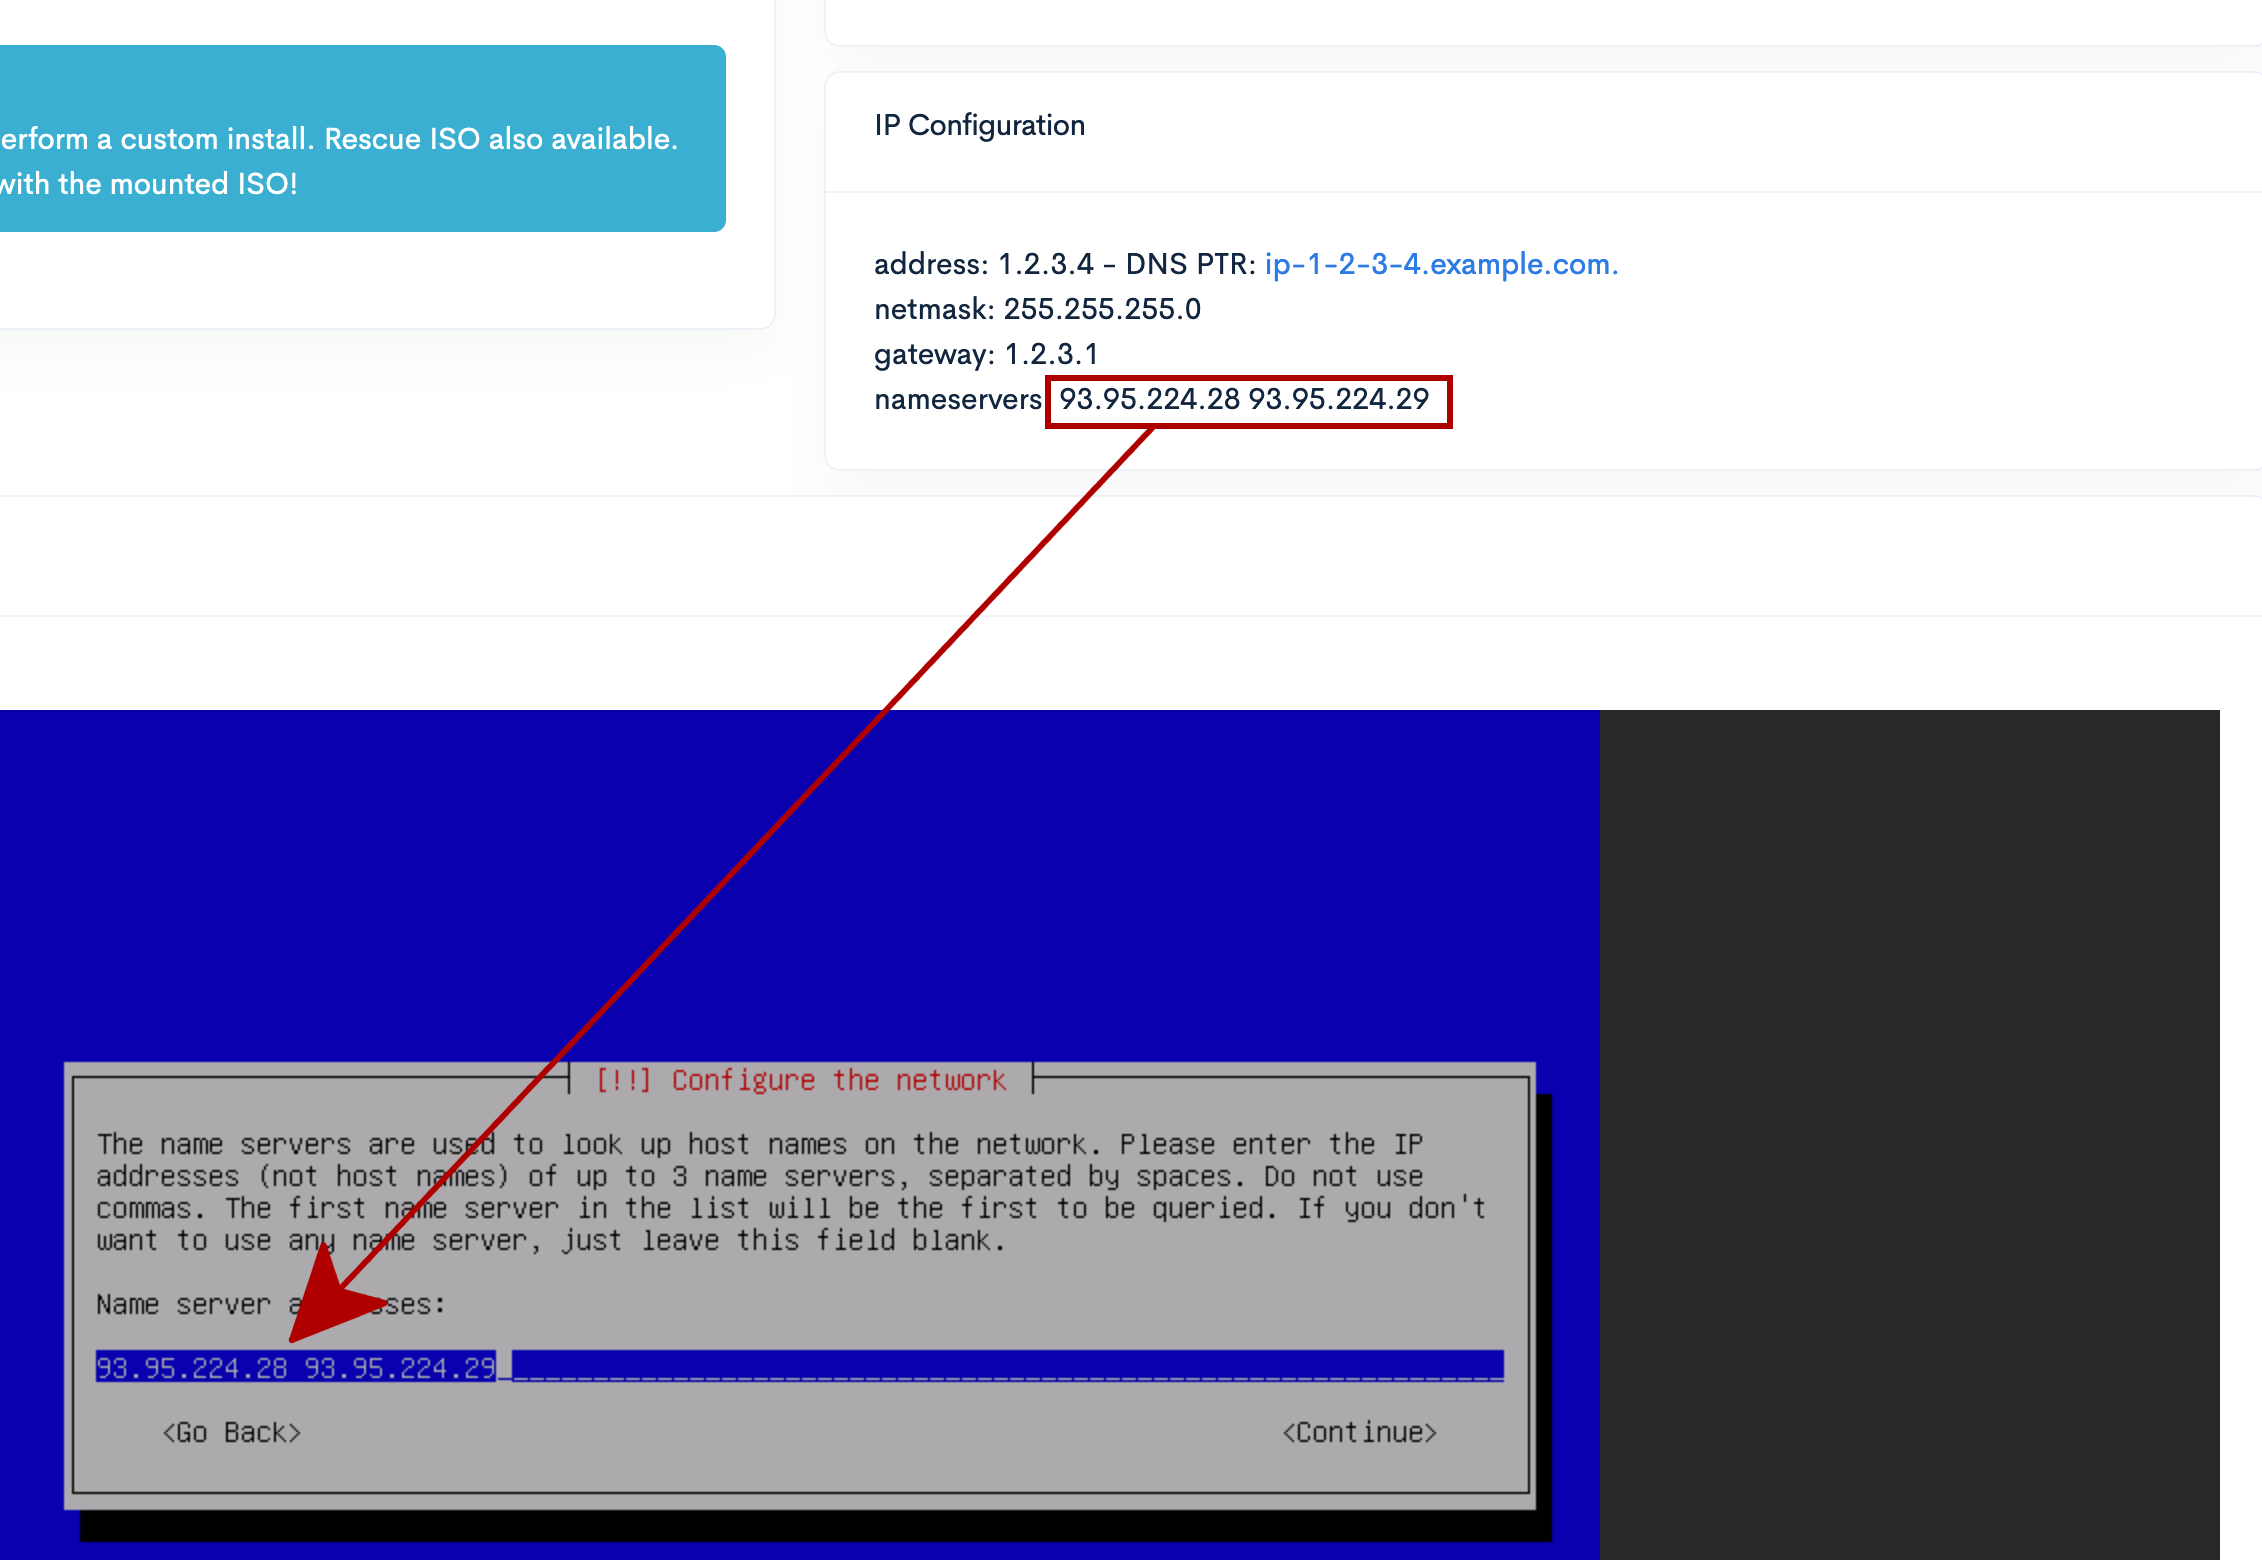 erform a custom install. Rescue ISO also available.
with the mounted ISO!
IP Configuration
address: 1.2.3.4 - DNS PTR: ip-1-2-3-4.example.com.
netmask: 255.255.255.0
gateway: 1.2.3.1
nameservers 93.95.224.28 93.95.224.29
[!!] Configure the network
The name servers are used to look up host names on the network. Please enter the IP
addresses (not host names) of up to 3 name servers, separated by spaces. Do not use
commas. The first name server in the list will be the first to be queried. If you don't
want to use any name server, just leave this field blank.
Name server addresses:
93.95.224.28 93.95.224.29
<Go Back> <Continue>